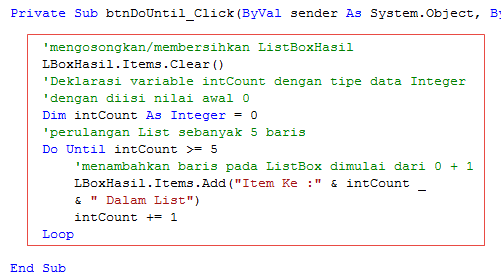 Private Sub btnDoUntil_Click(ByVal sender As System.Object, By
'mengosongkan/membersihkan ListBoxHasil
LBoxHasil.Items.Clear()
'Deklarasi variable intCount dengan tipe data Integer
'dengan diisi nilai awal 0
Dim intCount As Integer = 0
'perulangan List sebanyak 5 baris
Do Until intCount >= 5
'menambahkan baris pada ListBox dimulai dari 0 + 1
LBoxHasil.Items.Add("Item Ke :" & intCount _
& " Dalam List")
intCount += 1
Loop
End Sub